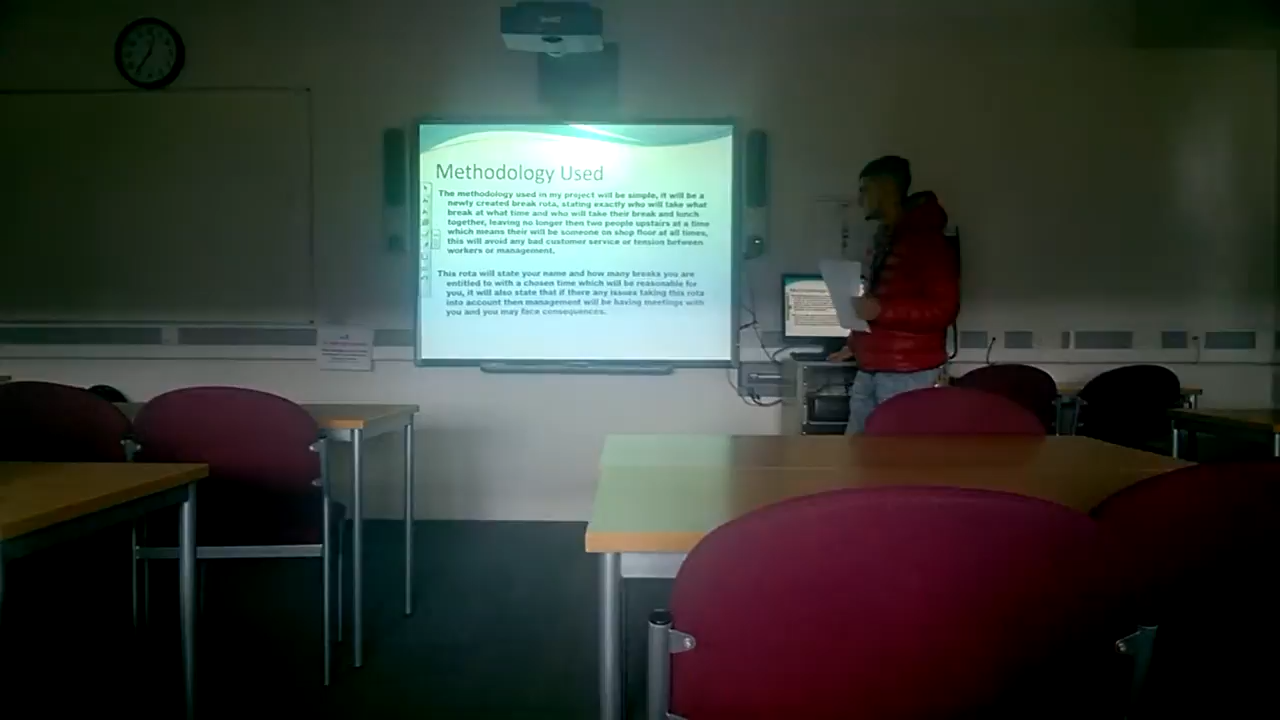 Methodology Used
The methodology used in my project will be simple, it will be a
newly created break rota, stating exactly who will take what
break at what time and who will take their break and lunch
together, leaving no longer then two people upstairs at a time
which means their will be someone on shop floor at all times,
this will avoid any bad customer service or tension between
workers or management.
This rota will state your name and how many breaks you are
entitled to with a chosen time which will be reasonable for
you, it will also state that if there any issues taking this rota
into account then management will be having meetings with
you and you may face consequences.